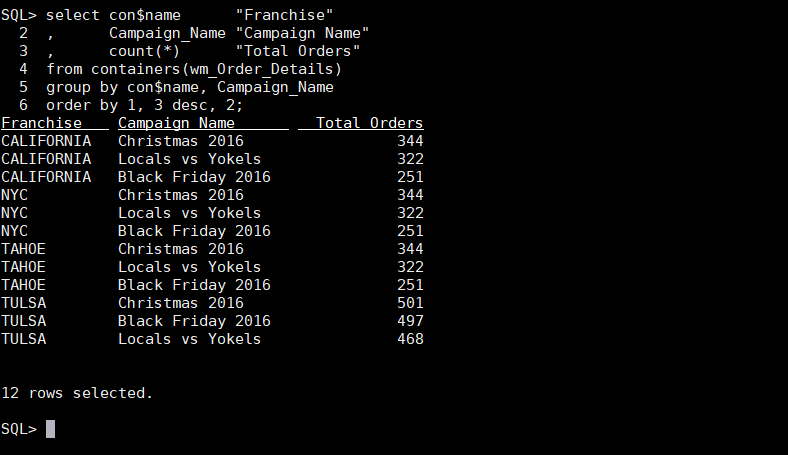 SQL> select con$name      "Franchise"
  2  ,      Campaign_Name "Campaign Name"
  3  ,      count(*)      "Total Orders"
  4  from containers(wm_Order_Details)
  5  group by con$name, Campaign_Name
  6  order by 1, 3 desc, 2;
Franchise    Campaign Name         Total Orders
CALIFORNIA   Christmas 2016                 344
CALIFORNIA   Locals vs Yokels               322
CALIFORNIA   Black Friday 2016              251
NYC          Christmas 2016                 344
NYC          Locals vs Yokels               322
NYC          Black Friday 2016              251
TAHOE        Christmas 2016                 344
TAHOE        Locals vs Yokels               322
TAHOE        Black Friday 2016              251
TULSA        Christmas 2016                 501
TULSA        Black Friday 2016              497
TULSA        Locals vs Yokels               468
12 rows selected.
SQL>